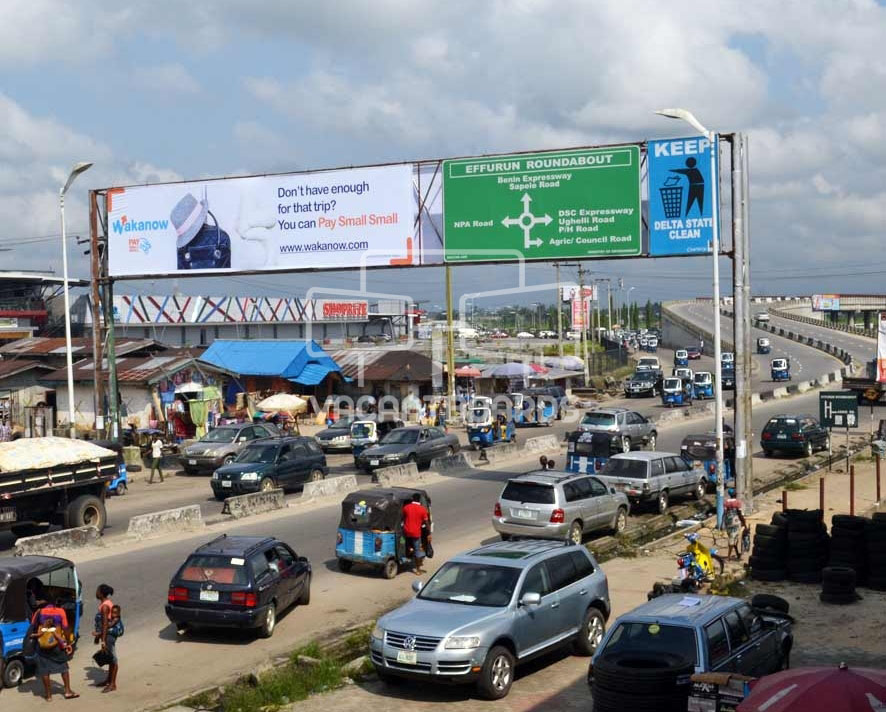 Wakanow
PAY
Don't have enough
for that trip?
You can Pay Small Small
www.wakanow.com
EFFURUN ROUNDABOUT
Benin Expressway
Sapele Road
NPA Road
DSC Expressway
Ughelli Road
P/H Road
Agric/ Council Road
KEEP
DELTA STATE
CLEAN
SHOPRITE
VACANTBOARDS
H